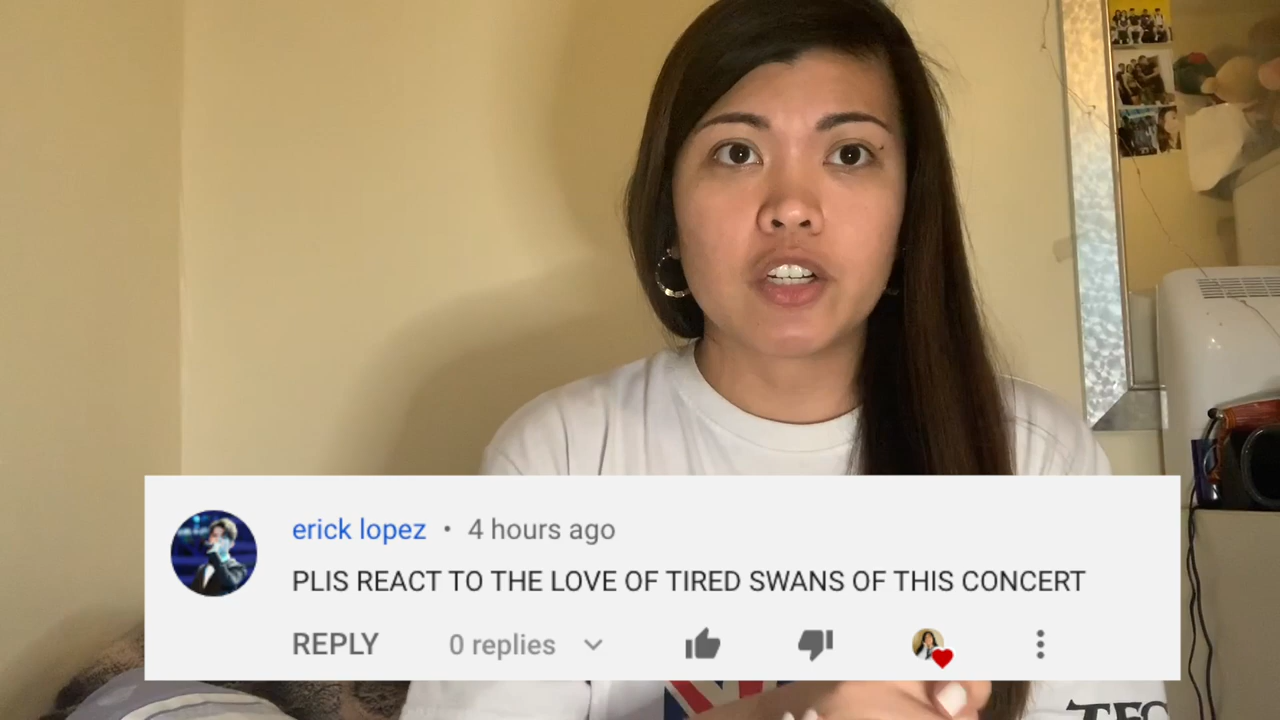 erick lopez • 4 hours ago
PLIS REACT TO THE LOVE OF TIRED SWANS OF THIS CONCERT
REPLY 0 replies